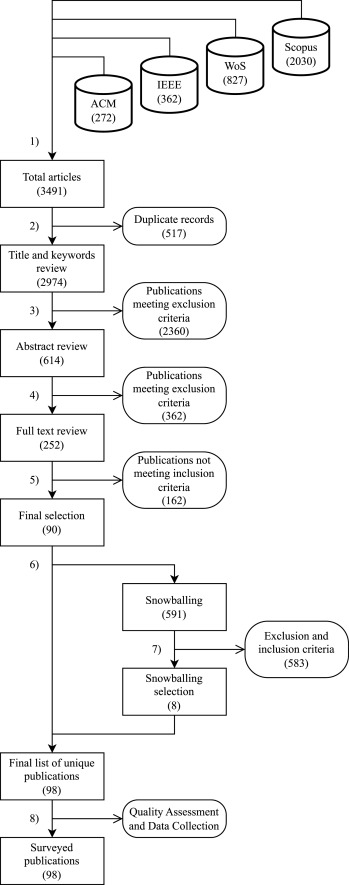 Scopus
(2030)
WoS
(827)
IEEE
(362)
ACM
(272)
1)
Total articles
(3491)
2)
Duplicate records
(517)
Title and keywords
review
(2974)
3)
Publications
meeting exclusion
criteria
(2360)
Abstract review
(614)
4)
Publications
meeting exclusion
criteria
(362)
Full text review
(252)
5)
Publications not
meeting inclusion
criteria
(162)
Final selection
(90)
6)
Snowballing
(591)
7)
Exclusion and
inclusion criteria
(583)
Snowballing
selection
(8)
Final list of unique
publications
(98)
8)
Quality Assessment
and Data Collection
Surveyed
publications
(98)